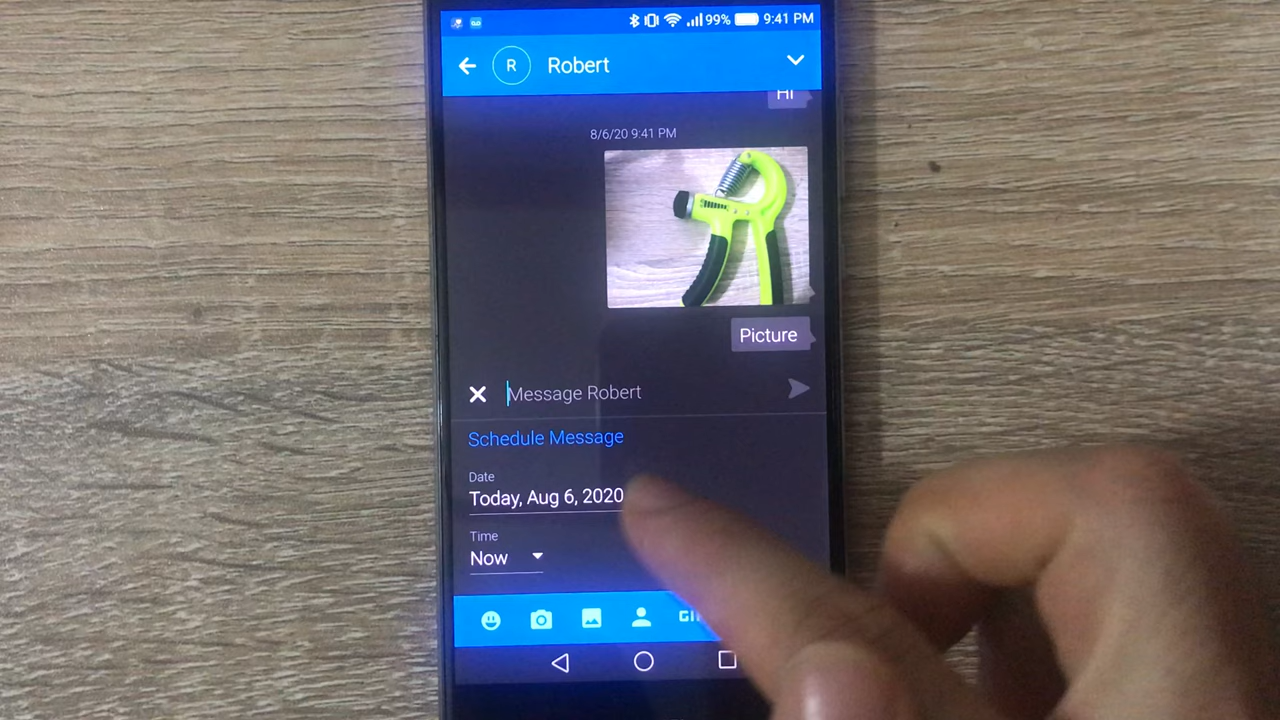 99% 9:41 PM
R Robert
Hi
8/6/20 9:41 PM
Picture
Message Robert
Schedule Message
Date
Today, Aug 6, 2020
Time
Now